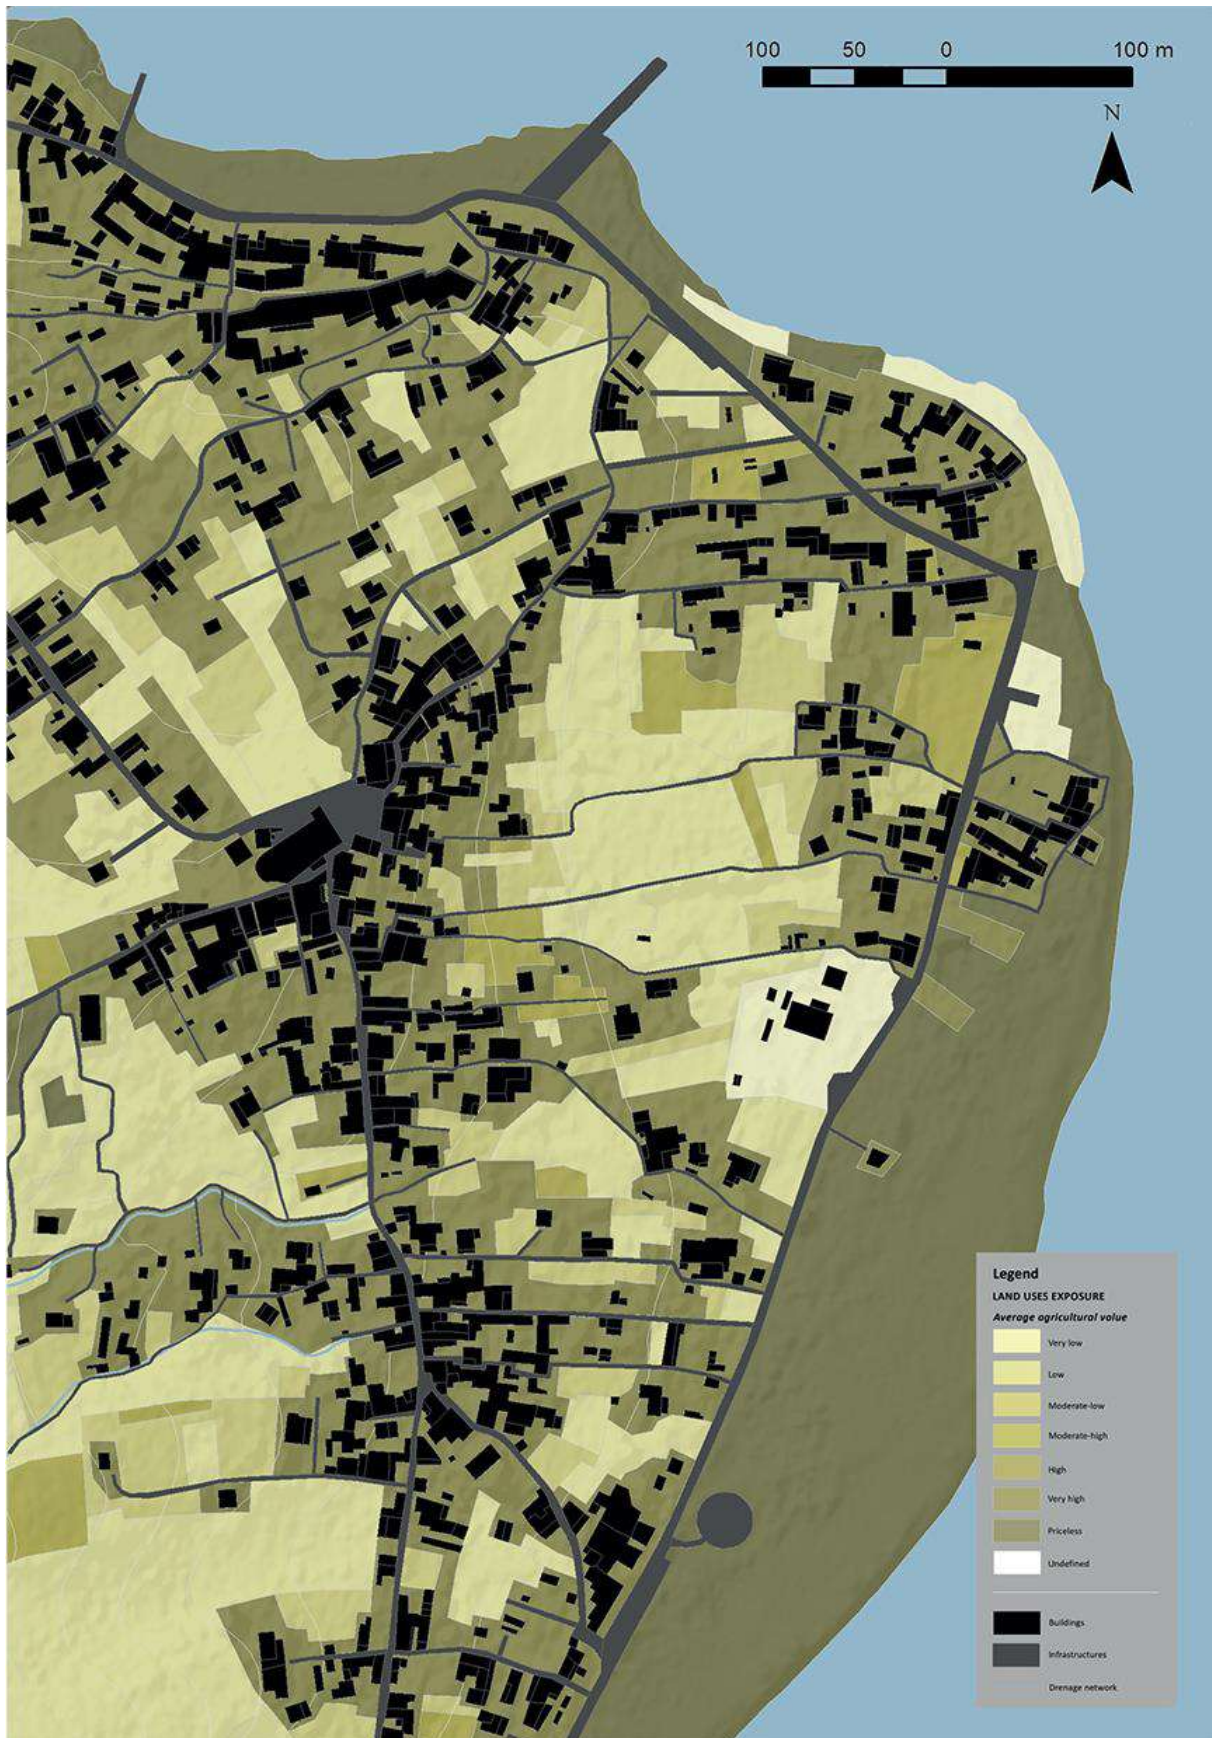 100 50 0 100 m
N
Legend
LAND USES EXPOSURE
Average agricultural value
Very low
Low
Moderate-low
Moderate-high
High
Very high
Priceless
Undefined
Buildings
Infrastructures
Drenage network